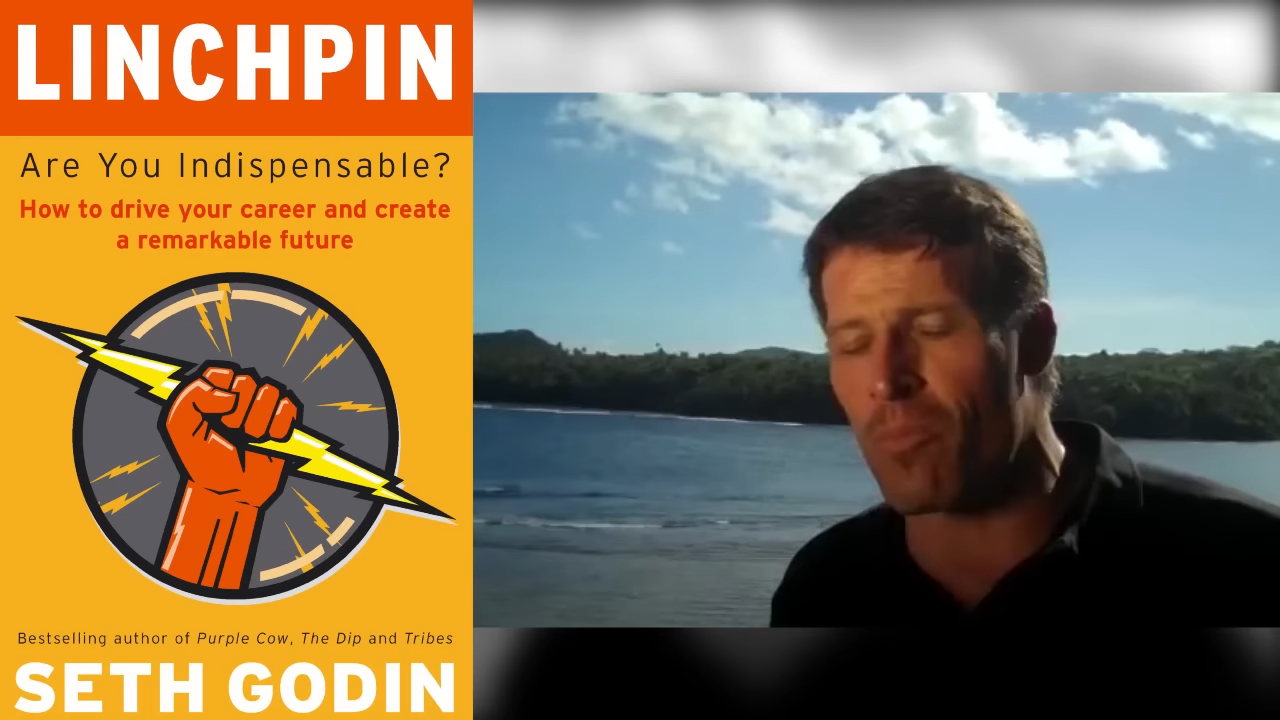 LINCHPIN
Are You Indispensable?
How to drive your career and create
a remarkable future
Bestselling author of Purple Cow, The Dip and Tribes
SETH GODIN